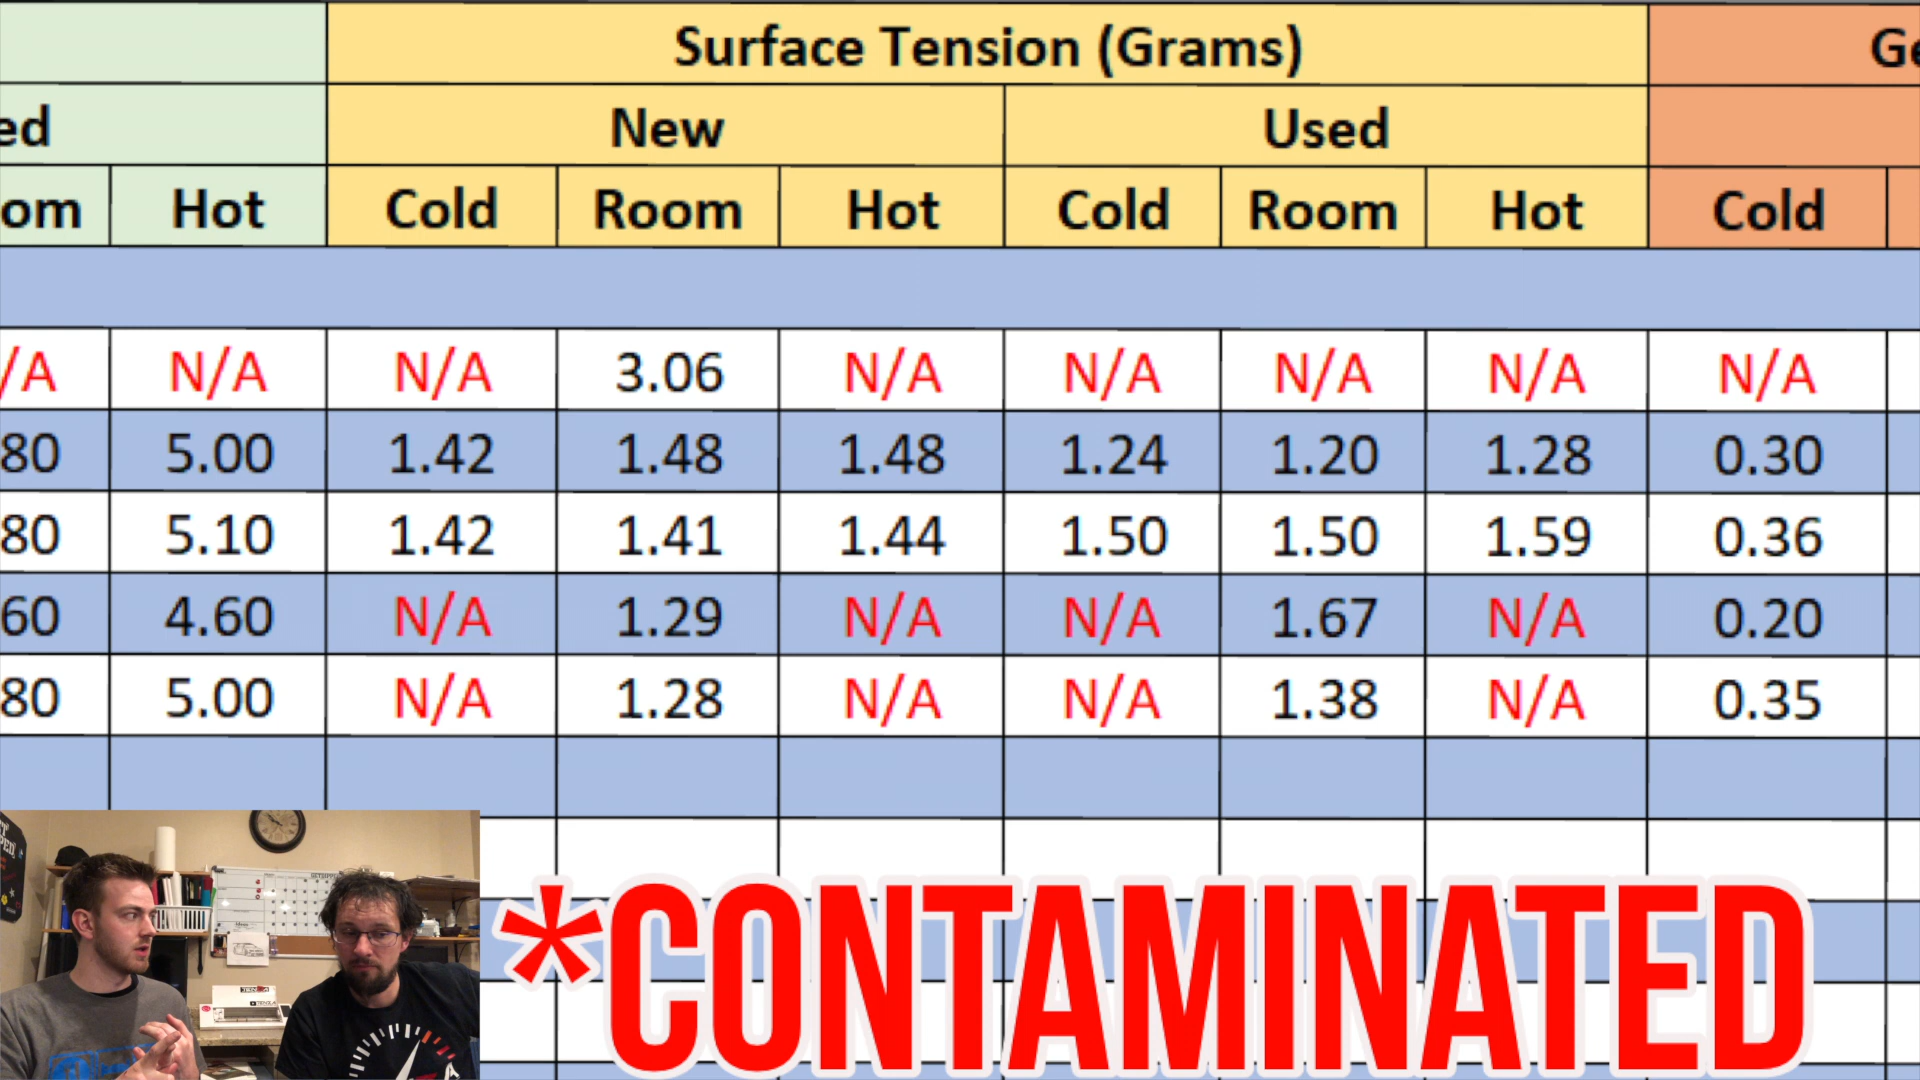 Surface Tension (Grams) Ge
ed New Used
om Hot Cold Room Hot Cold Room Hot Cold
/A N/A N/A 3.06 N/A N/A N/A N/A N/A
80 5.00 1.42 1.48 1.48 1.24 1.20 1.28 0.30
80 5.10 1.42 1.41 1.44 1.50 1.50 1.59 0.36
60 4.60 N/A 1.29 N/A N/A 1.67 N/A 0.20
80 5.00 N/A 1.28 N/A N/A 1.38 N/A 0.35
*CONTAMINATED